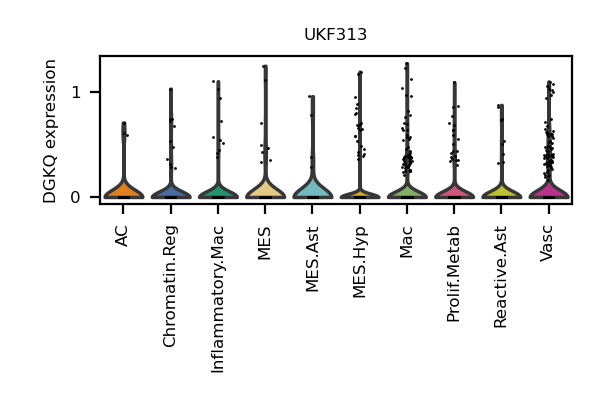 UKF313
DGKQ expression
1
0
AC
Chromatin.Reg
Inflammatory.Mac
MES
MES.Ast
MES.Hyp
Mac
Prolif.Metab
Reactive.Ast
Vasc